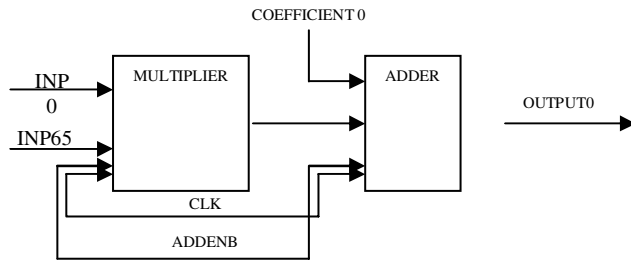 COEFFICIENT 0
INP
0
MULTIPLIER
ADDER
OUTPUT0
INP65
CLK
ADDENB